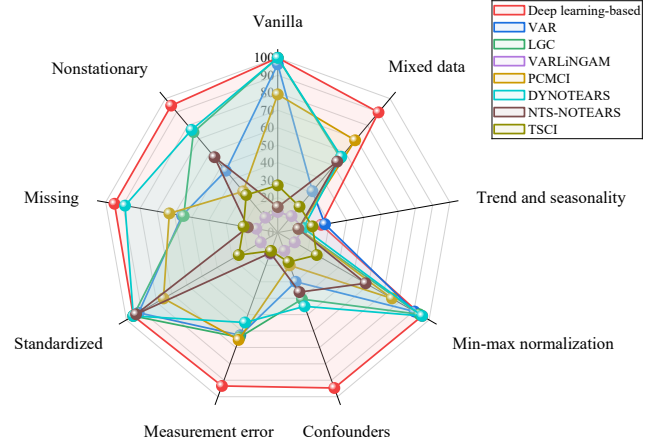 Deep learning-based
VAR
LGC
VARLiNGAM
PCMCI
DYNOTEARS
NTS-NOTEARS
TSCI
Vanilla
Mixed data
Trend and seasonality
Min-max normalization
Confounders
Measurement error
Standardized
Missing
Nonstationary
100
90
80
70
60
50
40
30